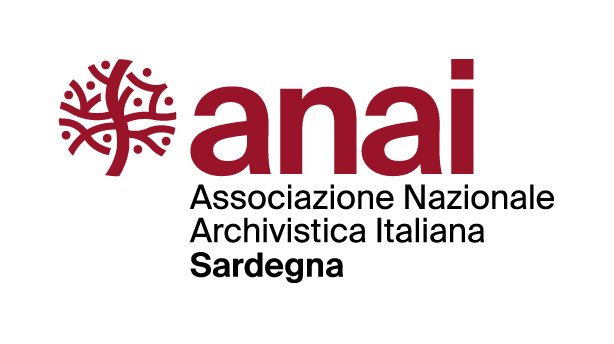 anai
Associazione Nazionale
Archivistica Italiana
Sardegna